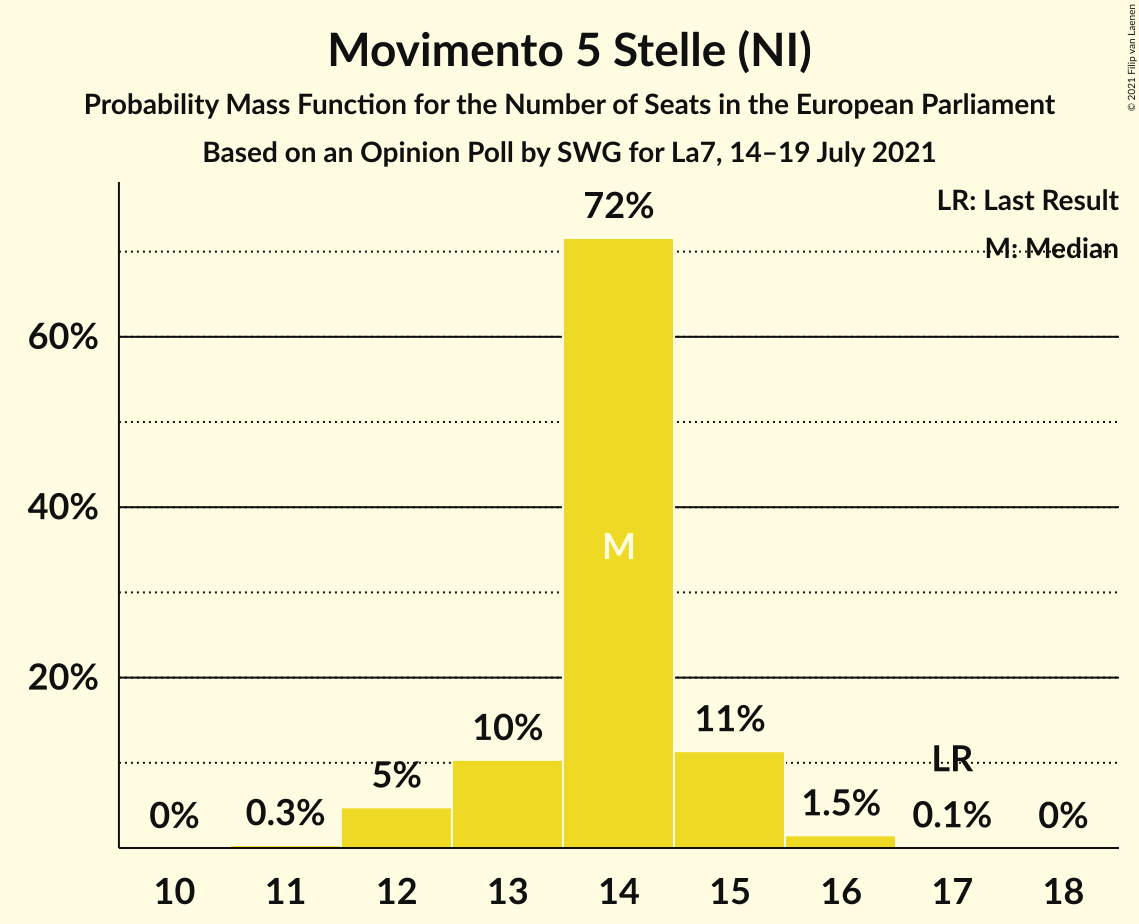 Movimento 5 Stelle (NI)
Probability Mass Function for the Number of Seats in the European Parliament
Based on an Opinion Poll by SWG for La7, 14–19 July 2021
© 2021 Filip van Laenen
LR: Last Result
M: Median
72%
60%
40%
20%
M
0%
0.3%
5%
10%
11%
1.5%
LR
0.1%
0%
10 11 12 13 14 15 16 17 18